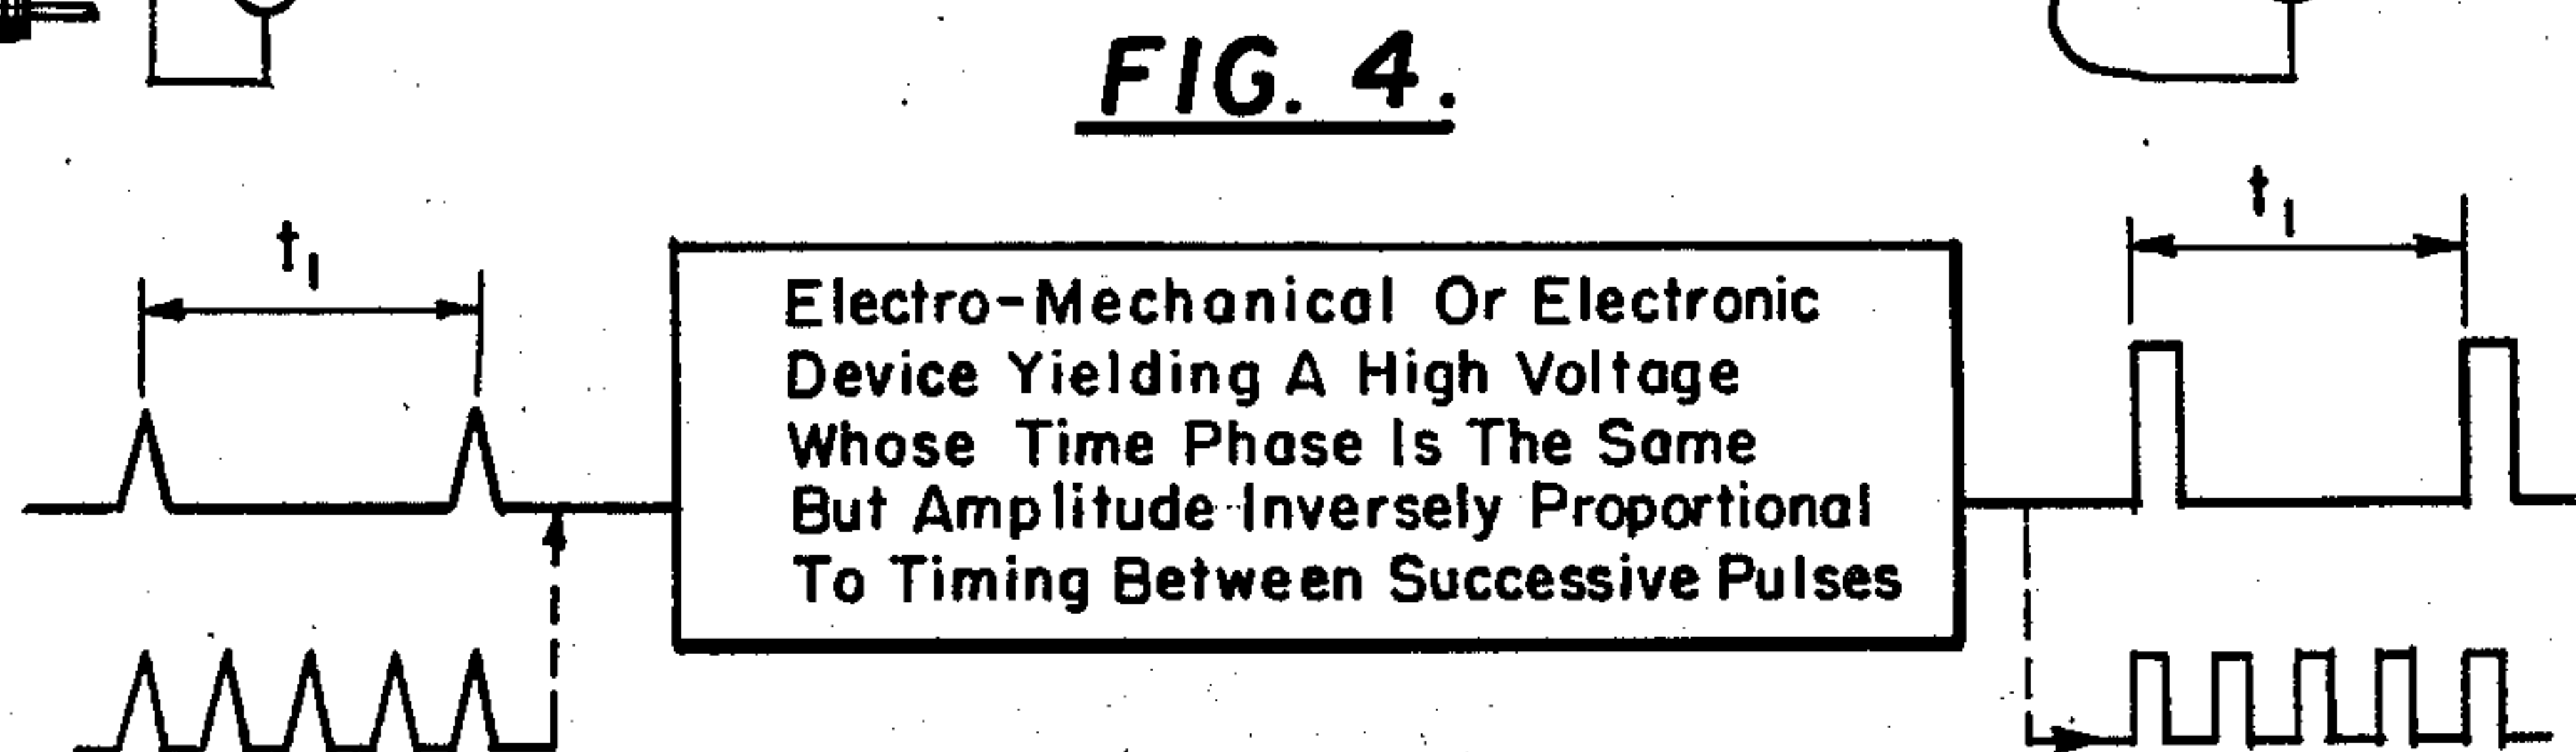 FIG. 4.
t₁
t₁
Electro-Mechanical Or Electronic
Device Yielding A High Voltage
Whose Time Phase Is The Same
But Amplitude Inversely Proportional
To Timing Between Successive Pulses